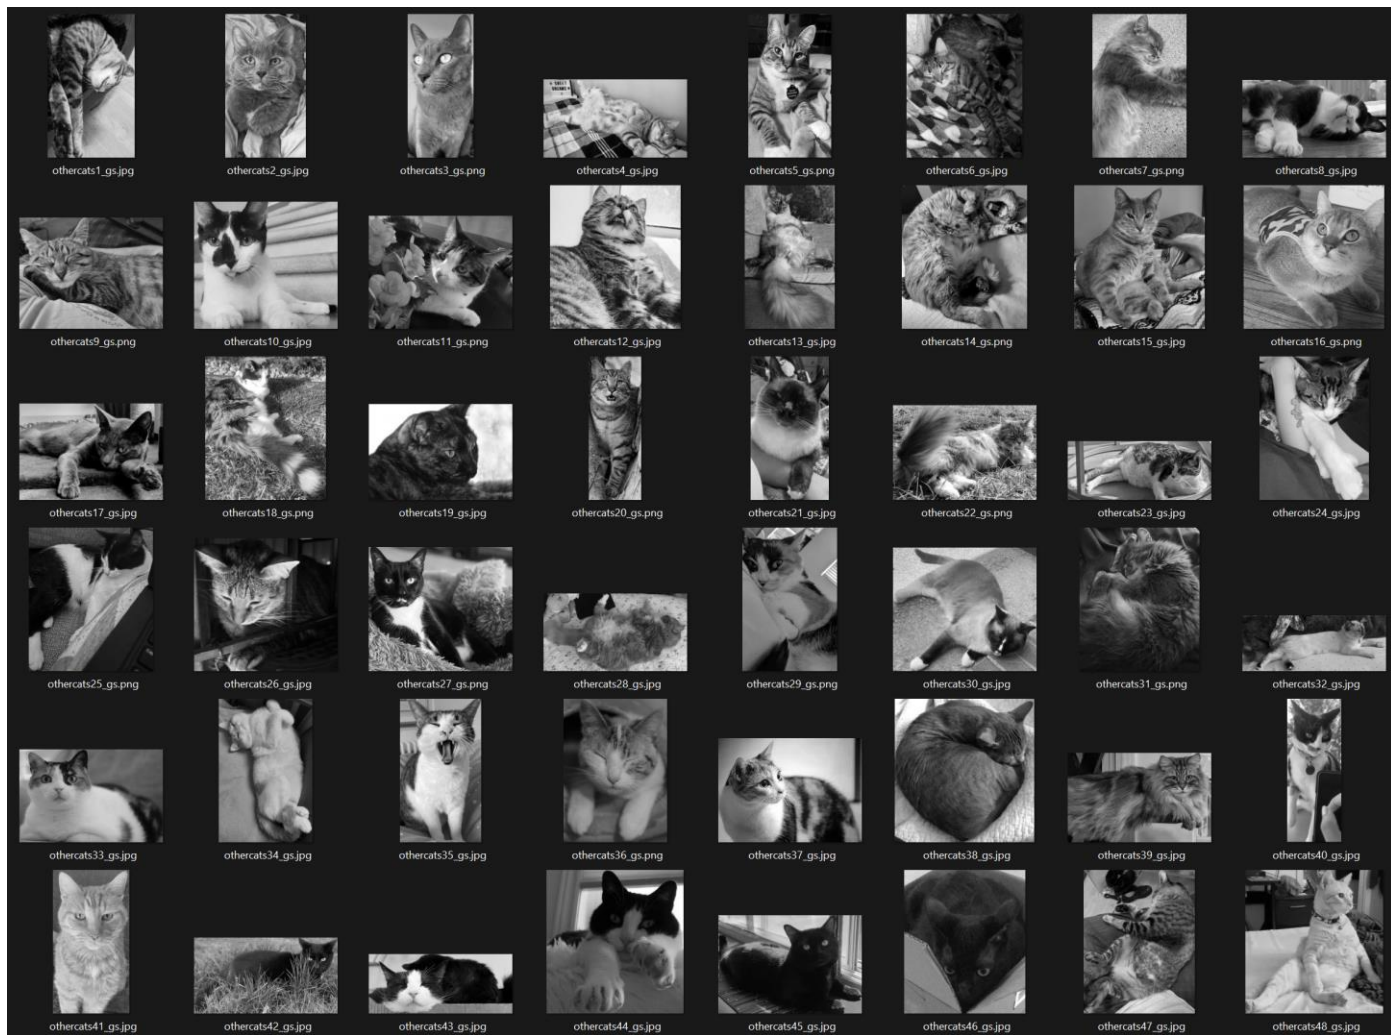 othercats1_gs.jpg
othercats2_gs.jpg
othercats3_gs.png
othercats4_gs.jpg
othercats5_gs.png
othercats6_gs.jpg
othercats7_gs.png
othercats8_gs.jpg
othercats9_gs.png
othercats10_gs.jpg
othercats11_gs.png
othercats12_gs.jpg
othercats13_gs.jpg
othercats14_gs.png
othercats15_gs.jpg
othercats16_gs.png
othercats17_gs.jpg
othercats18_gs.png
othercats19_gs.jpg
othercats20_gs.png
othercats21_gs.jpg
othercats22_gs.png
othercats23_gs.jpg
othercats24_gs.jpg
othercats25_gs.png
othercats26_gs.jpg
othercats27_gs.png
othercats28_gs.jpg
othercats29_gs.png
othercats30_gs.jpg
othercats31_gs.png
othercats32_gs.jpg
othercats33_gs.jpg
othercats34_gs.jpg
othercats35_gs.jpg
othercats36_gs.png
othercats37_gs.jpg
othercats38_gs.jpg
othercats39_gs.jpg
othercats40_gs.jpg
othercats41_gs.jpg
othercats42_gs.jpg
othercats43_gs.jpg
othercats44_gs.jpg
othercats45_gs.jpg
othercats46_gs.jpg
othercats47_gs.jpg
othercats48_gs.jpg